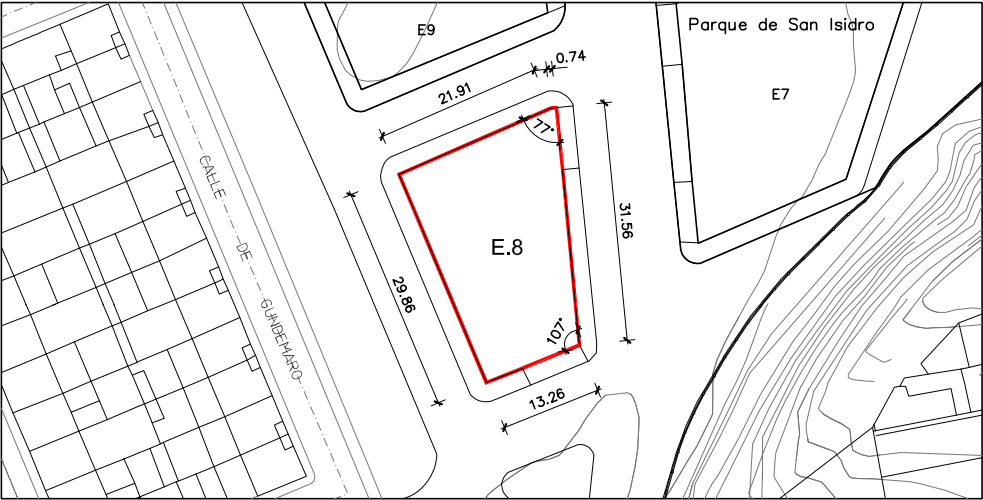 E9
Parque de San Isidro
0.74
21.91
E7
77°
CALLE DE GUNDEMARO
31.56
E.8
29.86
107°
13.26